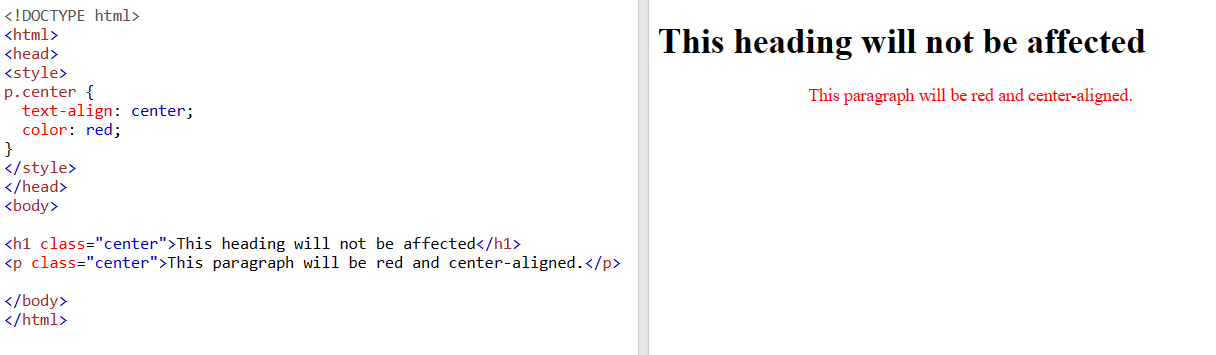 <!DOCTYPE html>
<html>
<head>
<style>
p.center {
  text-align: center;
  color: red;
}
</style>
</head>
<body>

<h1 class="center">This heading will not be affected</h1>
<p class="center">This paragraph will be red and center-aligned.</p>

</body>
</html>
This heading will not be affected
This paragraph will be red and center-aligned.